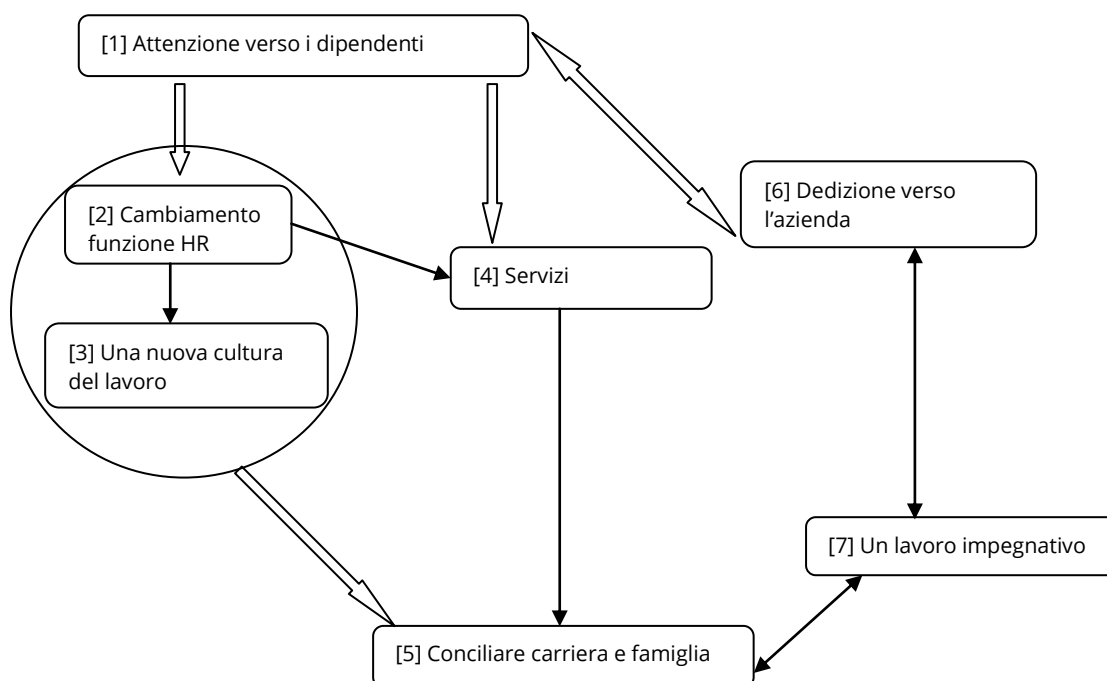 [1] Attenzione verso i dipendenti
[2] Cambiamento
funzione HR
[3] Una nuova cultura
del lavoro
[4] Servizi
[6] Dedizione verso
l’azienda
[7] Un lavoro impegnativo
[5] Conciliare carriera e famiglia